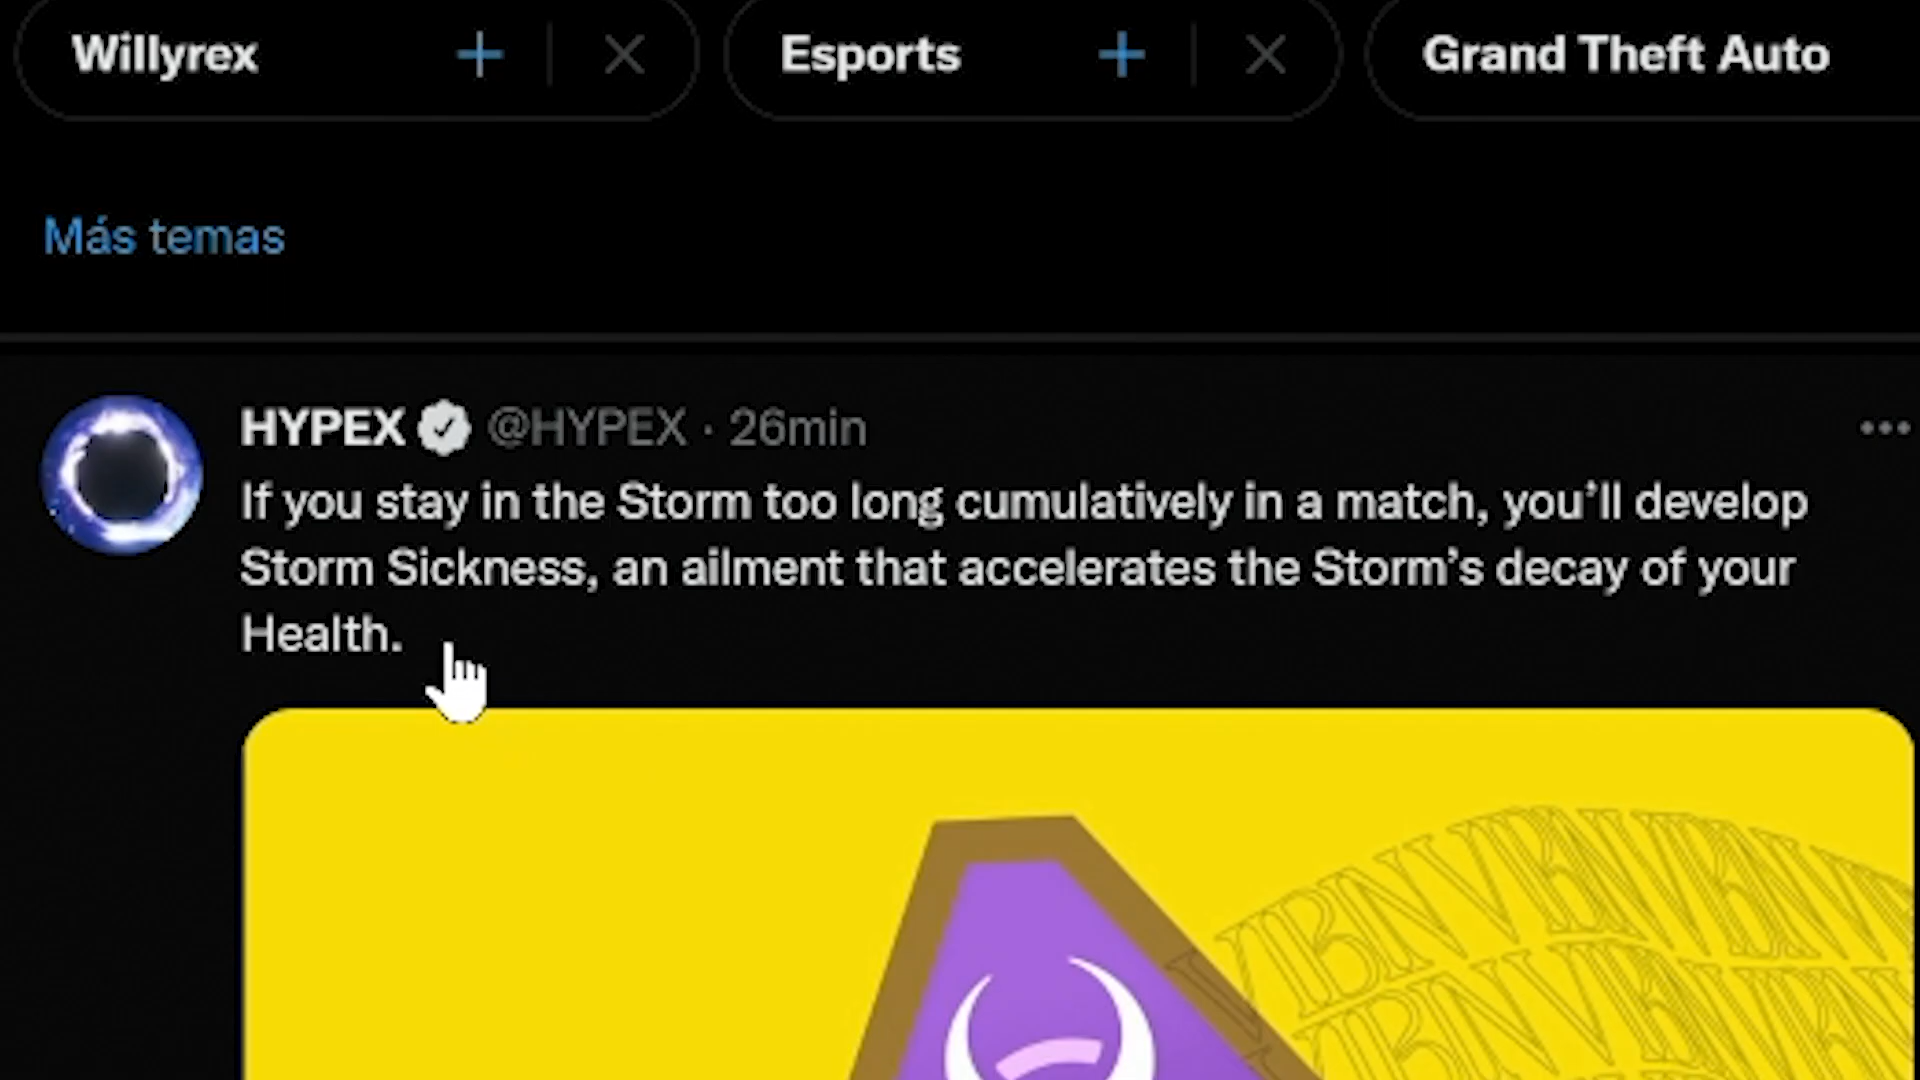 Willyrex
Esports
Grand Theft Auto
Más temas
HYPEX @HYPEX · 26min
If you stay in the Storm too long cumulatively in a match, you’ll develop
Storm Sickness, an ailment that accelerates the Storm’s decay of your
Health.